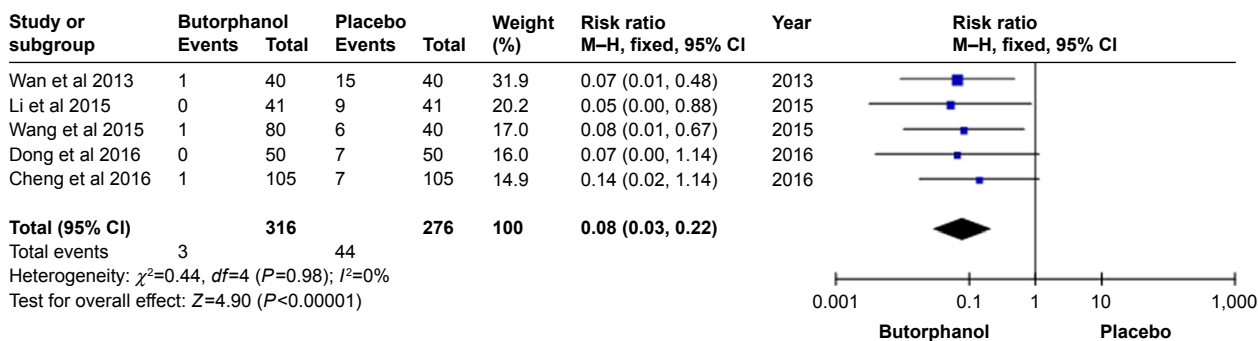 Study or Butorphanol Placebo Weight Risk ratio Year Risk ratio
subgroup Events Total Events Total (%) M–H, fixed, 95% CI M–H, fixed, 95% CI
Wan et al 2013 1 40 15 40 31.9 0.07 (0.01, 0.48) 2013
Li et al 2015 0 41 9 41 20.2 0.05 (0.00, 0.88) 2015
Wang et al 2015 1 80 6 40 17.0 0.08 (0.01, 0.67) 2015
Dong et al 2016 0 50 7 50 16.0 0.07 (0.00, 1.14) 2016
Cheng et al 2016 1 105 7 105 14.9 0.14 (0.02, 1.14) 2016
Total (95% CI) 316 276 100 0.08 (0.03, 0.22)
Total events 3 44
Heterogeneity: χ²=0.44, df=4 (P=0.98); I²=0%
Test for overall effect: Z=4.90 (P<0.00001)
0.001 0.1 1 10 1,000
Butorphanol Placebo